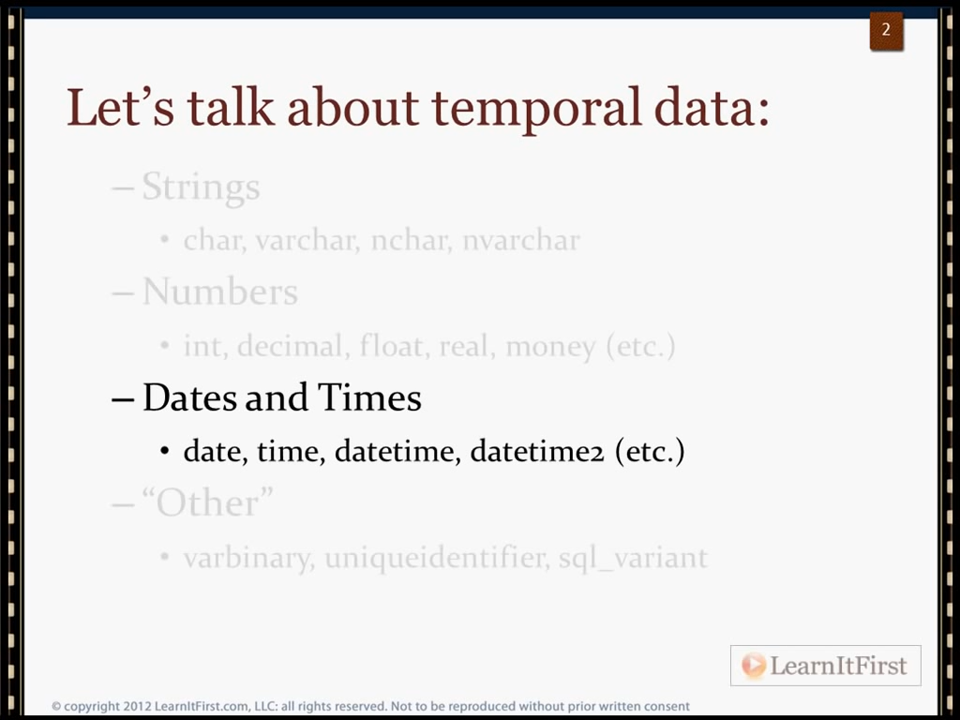 2
Let’s talk about temporal data:
– Strings
• char, varchar, nchar, nvarchar
– Numbers
• int, decimal, float, real, money (etc.)
– Dates and Times
• date, time, datetime, datetime2 (etc.)
– “Other”
• varbinary, uniqueidentifier, sql_variant
LearnItFirst
© copyright 2012 LearnItFirst.com, LLC: all rights reserved. Not to be reproduced without prior written consent